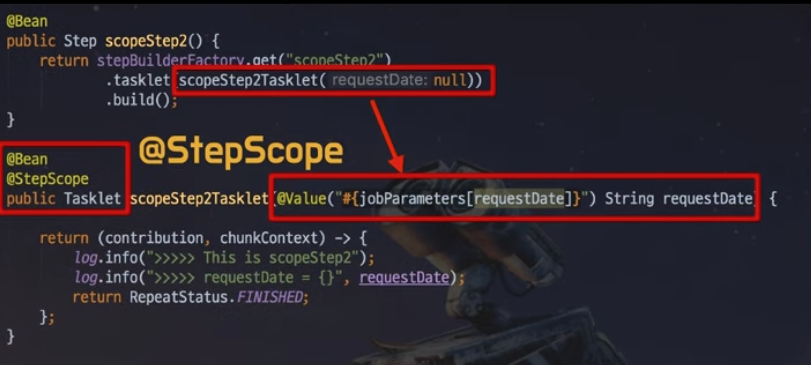 @Bean
public Step scopeStep2() {
return stepBuilderFactory.get("scopeStep2")
.tasklet(scopeStep2Tasklet( requestDate: null))
.build();
}
@StepScope
@Bean
@StepScope
public Tasklet scopeStep2Tasklet(@Value("#{jobParameters[requestDate]}") String requestDate) {
return (contribution, chunkContext) -> {
log.info(">>>>> This is scopeStep2");
log.info(">>>>> requestDate = {}", requestDate);
return RepeatStatus.FINISHED;
};
}